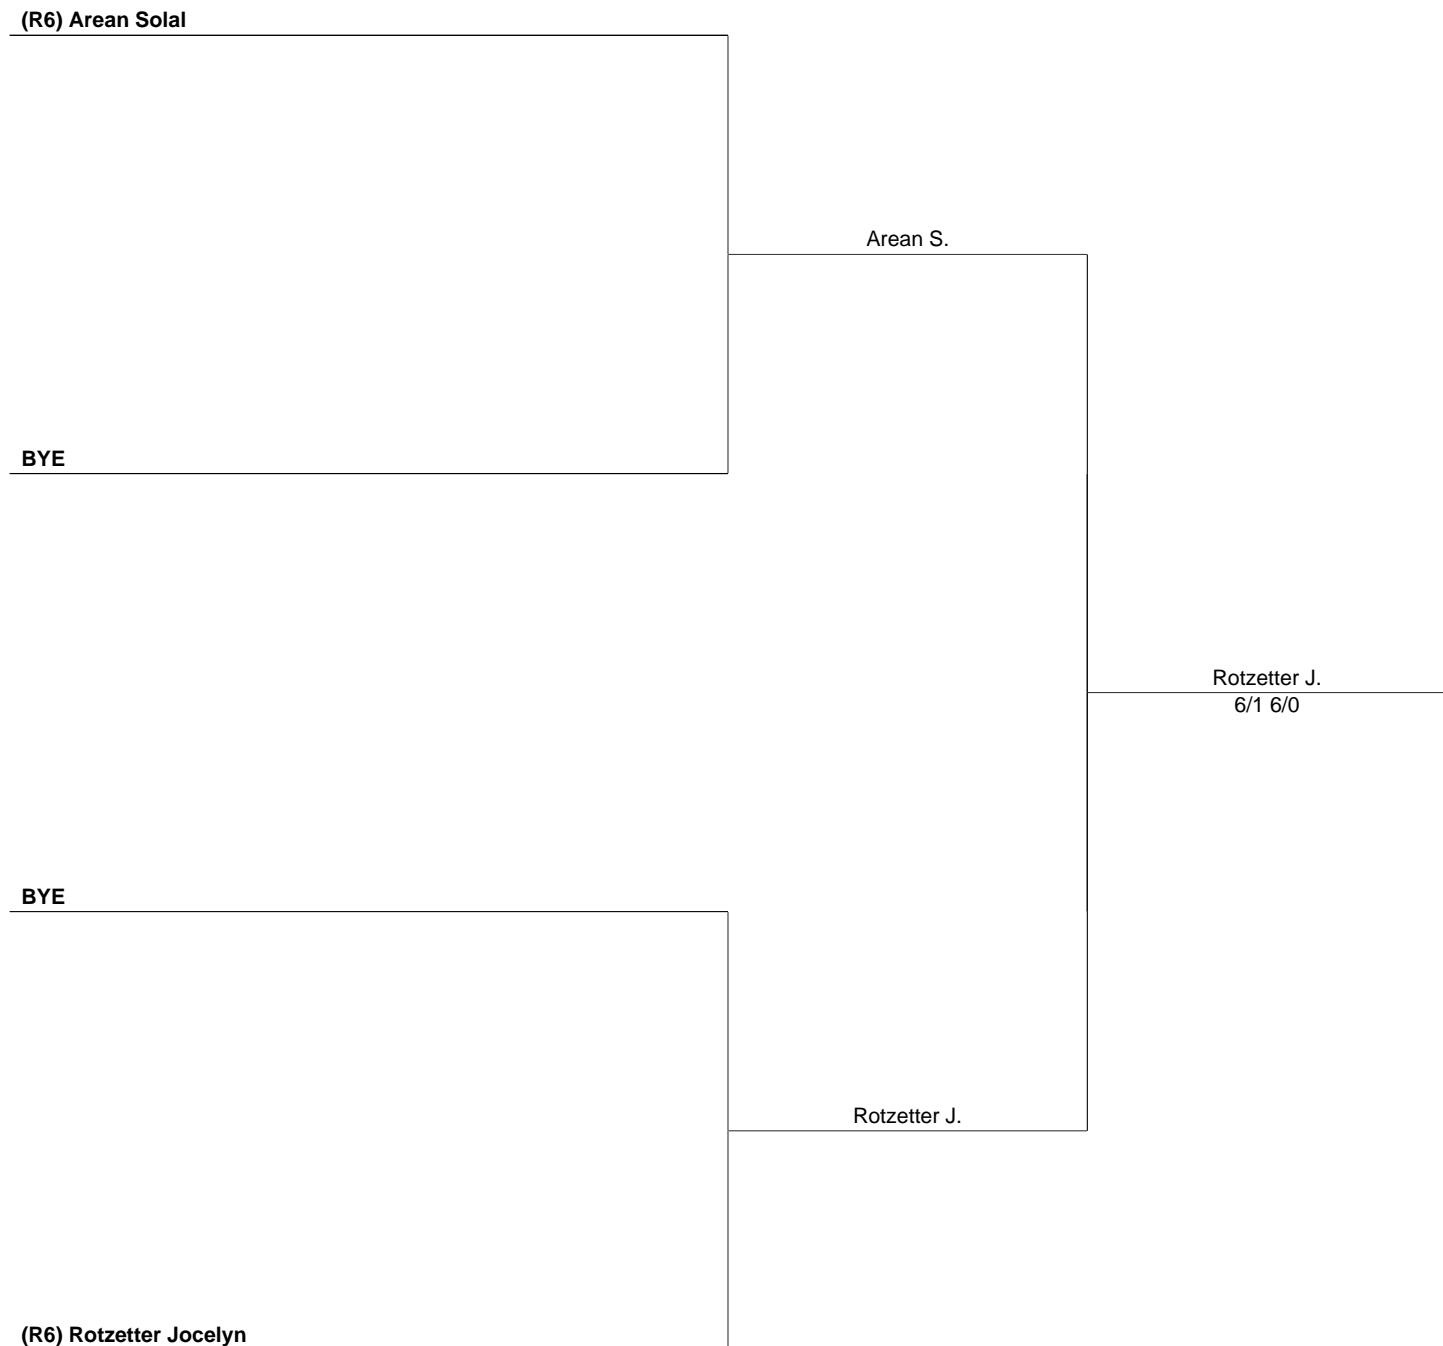 (R6) Arean Solal
Arean S.
BYE
Rotzetter J.
6/1 6/0
BYE
Rotzetter J.
(R6) Rotzetter Jocelyn